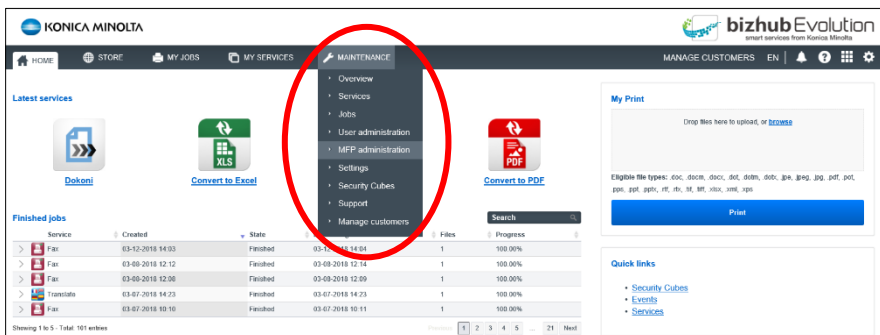 KONICA MINOLTA
bizhub Evolution
smart services from Konica Minolta
HOME STORE MY JOBS MY SERVICES MAINTENANCE MANAGE CUSTOMERS EN
Overview
Services
Jobs
User administration
MFP administration
Settings
Security Cubes
Support
Manage customers
Latest services
XLS
PDF
Dokoni Convert to Excel Convert to PDF
Finished jobs
Search
Service Created State Files Progress
Fax 03-12-2018 14:03 Finished 03-12-2018 14:04 1 100.00%
Fax 03-08-2018 12:12 Finished 03-08-2018 12:14 1 100.00%
Fax 03-08-2018 12:08 Finished 03-08-2018 12:09 1 100.00%
Translate 03-07-2018 14:23 Finished 03-07-2018 14:23 1 100.00%
Fax 03-07-2018 10:10 Finished 03-07-2018 10:11 1 100.00%
Showing 1 to 5 - Total: 101 entries
Previous 1 2 3 4 5 ... 21 Next
My Print
Drop files here to upload, or browse
Eligible file types: .doc, .docm, .docx, .dot, .dotm, .dotx, .jpe, .jpeg, .jpg, .pdf, .pot,
.pps, .ppt, .pptx, .rtf, .rtx, .tif, .tiff, .xlsx, .xml, .xps
Print
Quick links
Security Cubes
Events
Services